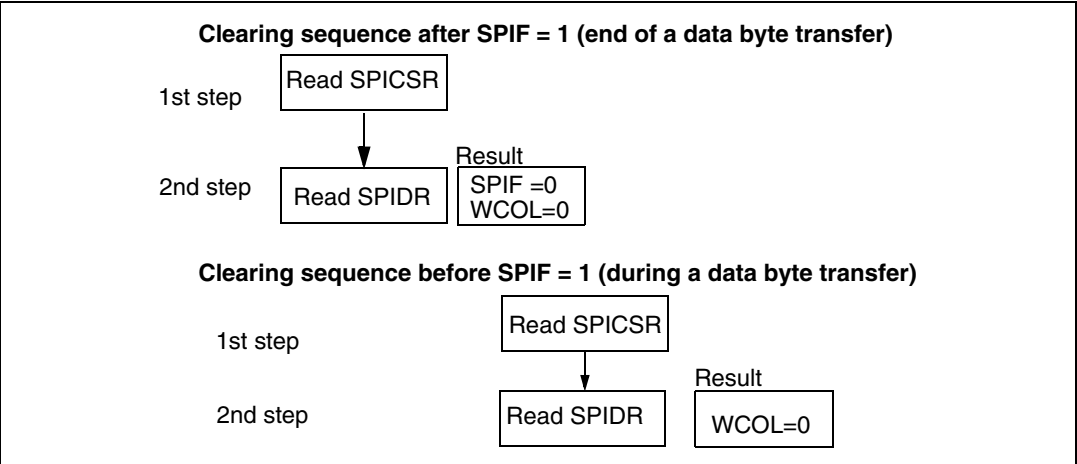 Clearing sequence after SPIF = 1 (end of a data byte transfer)
1st step
Read SPICSR
2nd step
Read SPIDR
Result
SPIF =0
WCOL=0
Clearing sequence before SPIF = 1 (during a data byte transfer)
1st step
Read SPICSR
2nd step
Read SPIDR
Result
WCOL=0